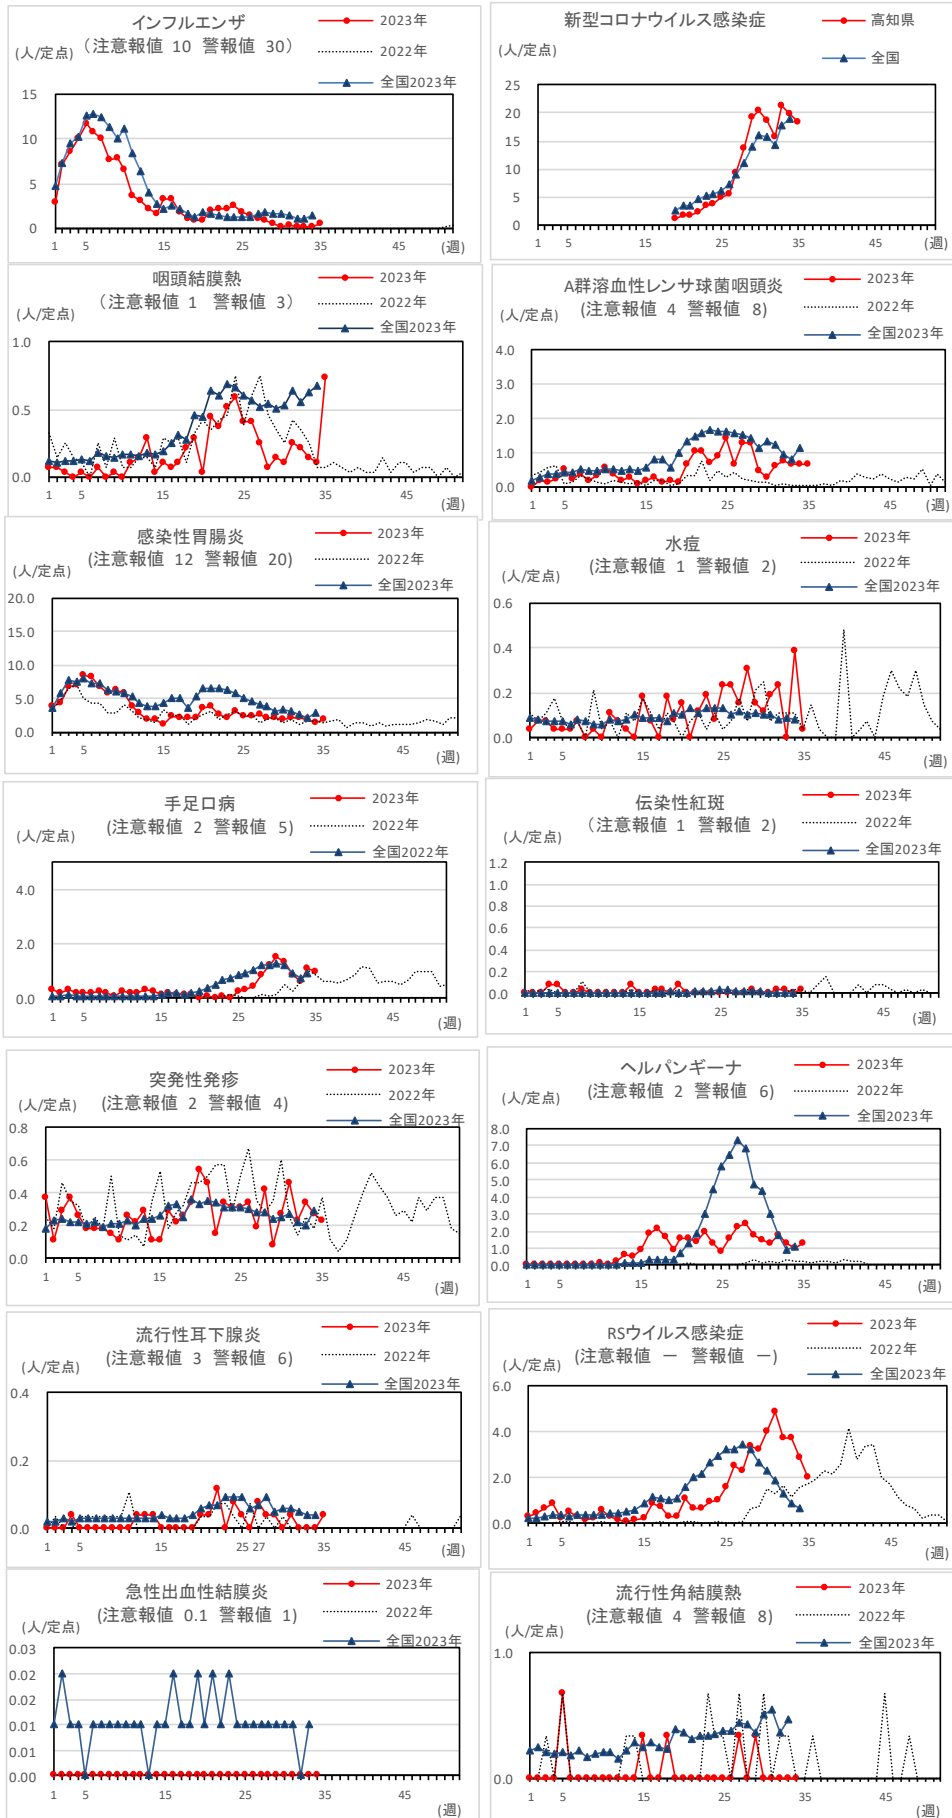 インフルエンザ
（注意報値 10 警報値 30）
(人/定点)
2023年
2022年
全国2023年
15
10
5
0
1 5 15 25 35 45
(週)
新型コロナウイルス感染症
(人/定点)
高知県
全国
25
20
15
10
5
0
1 5 15 25 35 45
(週)
咽頭結膜熱
（注意報値 1 警報値 3）
(人/定点)
2023年
2022年
全国2023年
1.0
0.5
0.0
1 5 15 25 35 45
(週)
A群溶血性レンサ球菌咽頭炎
(注意報値 4 警報値 8)
(人/定点)
2023年
2022年
全国2023年
4.0
3.0
2.0
1.0
0.0
1 5 15 25 35 45
(週)
感染性胃腸炎
(注意報値 12 警報値 20)
(人/定点)
2023年
2022年
全国2023年
20.0
15.0
10.0
5.0
0.0
1 5 15 25 35 45
(週)
水痘
(注意報値 1 警報値 2)
(人/定点)
2023年
2022年
全国2023年
0.6
0.4
0.2
0.0
1 5 15 25 35 45
(週)
手足口病
(注意報値 2 警報値 5)
(人/定点)
2023年
2022年
全国2022年
4.0
2.0
0.0
1 5 15 25 35 45
(週)
伝染性紅斑
（注意報値 1 警報値 2）
(人/定点)
2023年
2022年
全国2023年
1.2
1.0
0.8
0.6
0.4
0.2
0.0
1 5 15 25 35 45
(週)
突発性発疹
(注意報値 2 警報値 4)
(人/定点)
2023年
2022年
全国2023年
0.8
0.6
0.4
0.2
0.0
1 5 15 25 35 45
(週)
ヘルパンギーナ
(注意報値 2 警報値 6)
(人/定点)
2023年
2022年
全国2023年
8.0
7.0
6.0
5.0
4.0
3.0
2.0
1.0
0.0
1 5 15 25 35 45
(週)
流行性耳下腺炎
(注意報値 3 警報値 6)
(人/定点)
2023年
2022年
全国2023年
0.4
0.2
0.0
1 5 15 25 27 35 45
(週)
RSウイルス感染症
(注意報値 ー 警報値 ー)
(人/定点)
2023年
2022年
全国2023年
6.0
4.0
2.0
0.0
1 5 15 25 35 45
(週)
急性出血性結膜炎
(注意報値 0.1 警報値 1)
(人/定点)
2023年
2022年
全国2023年
0.03
0.02
0.02
0.01
0.01
0.00
1 5 15 25 35 45
(週)
流行性角結膜熱
(注意報値 4 警報値 8)
(人/定点)
2023年
2022年
全国2023年
1.0
0.0
5 15 25 35 45
(週)